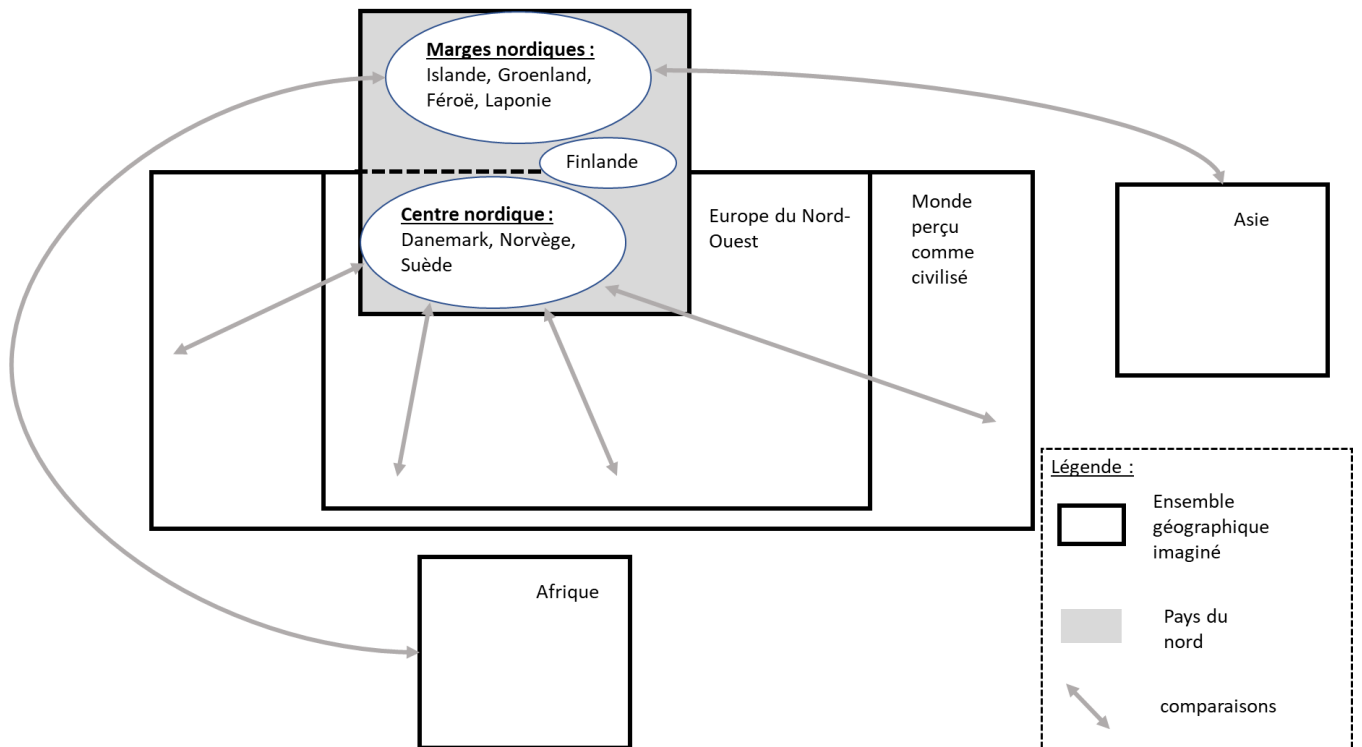 Marges nordiques :
Islande, Groenland,
Féroë, Laponie
Finlande
Centre nordique :
Danemark, Norvège,
Suède
Europe du Nord-
Ouest
Monde
perçu
comme
civilisé
Asie
Afrique
Légende :
Ensemble
géographique
imaginé
Pays du
nord
comparaisons